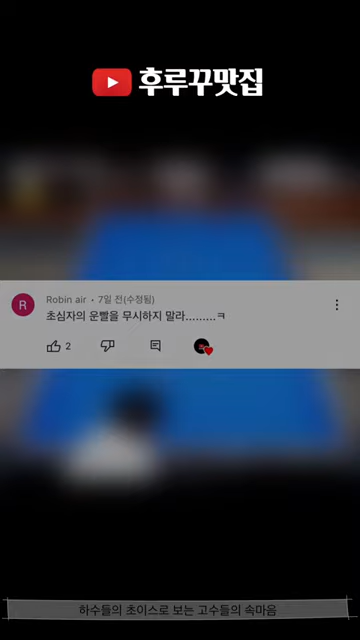 후루꾸맛집
Robin air • 7일 전(수정됨)
초심자의 운빨을 무시하지 말라.........ㅋ
2
하수들의 초이스로 보는 고수들의 속마음